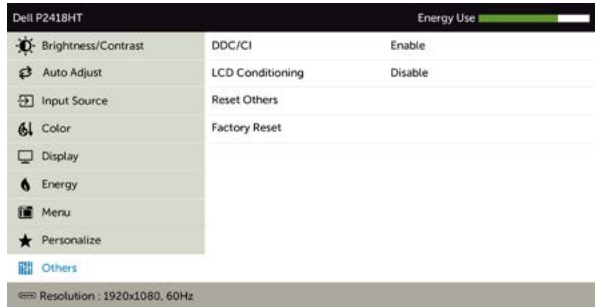 Dell P2418HT Energy Use
Brightness/Contrast DDC/CI Enable
Auto Adjust LCD Conditioning Disable
Input Source Reset Others
Color Factory Reset
Display
Energy
Menu
Personalize
Others
Resolution : 1920x1080, 60Hz